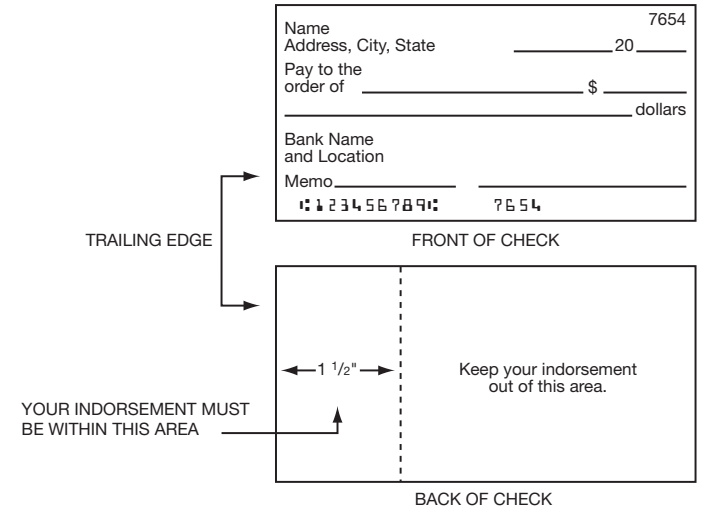 7654
Name
Address, City, State 20
Pay to the
order of $
dollars
Bank Name
and Location
Memo
⑆123456789⑆ 7654
TRAILING EDGE
FRONT OF CHECK
1 1/2"
Keep your indorsement
out of this area.
YOUR INDORSEMENT MUST
BE WITHIN THIS AREA
BACK OF CHECK